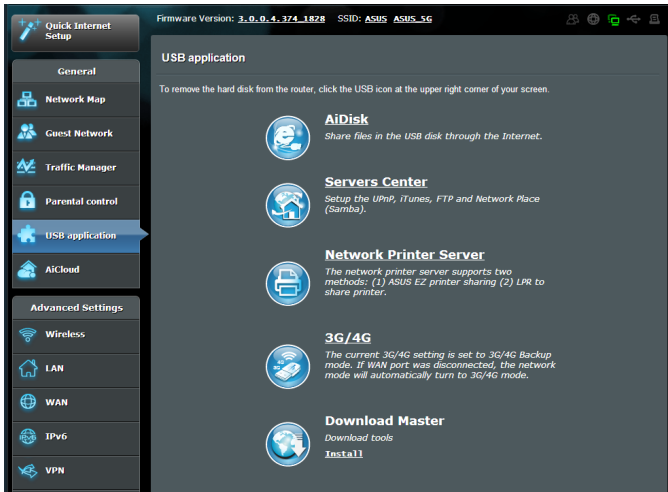 Quick Internet
Setup
Firmware Version: 3.0.0.4.374_1828 SSID: ASUS ASUS_5G
General
Network Map
Guest Network
Traffic Manager
Parental control
USB application
AiCloud
Advanced Settings
Wireless
LAN
WAN
IPv6
IPv6
VPN
USB application
To remove the hard disk from the router, click the USB icon at the upper right corner of your screen.
AiDisk
Share files in the USB disk through the Internet.
Servers Center
Setup the UPnP, iTunes, FTP and Network Place
(Samba).
Network Printer Server
The network printer server supports two
methods: (1) ASUS EZ printer sharing (2) LPR to
share printer.
4G
3G
3G/4G
The current 3G/4G setting is set to 3G/4G Backup
mode. If WAN port was disconnected, the network
mode will automatically turn to 3G/4G mode.
Download Master
Download tools
Install